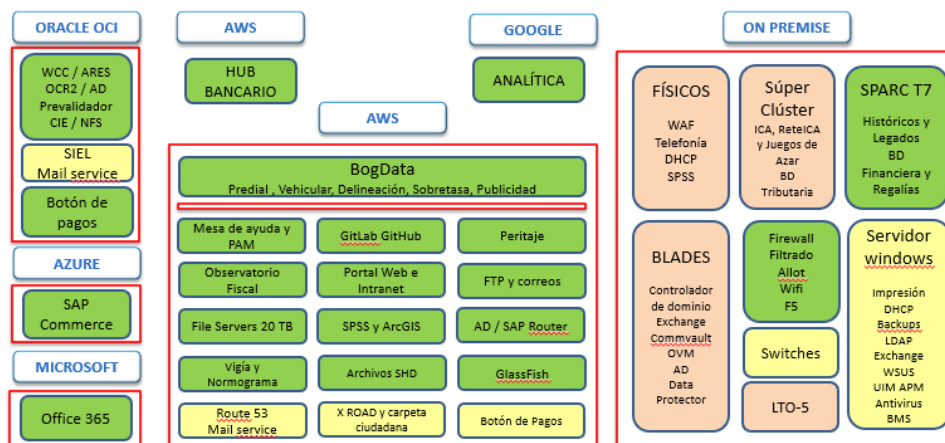 ORACLE OCI
WCC / ARES
OCR2 / AD
Prevalidador
CIE / NFS
SIEL
Mail service
Botón de
pagos
AZURE
SAP
Commerce
MICROSOFT
Office 365
AWS
HUB
BANCARIO
GOOGLE
ANALÍTICA
AWS
BogData
Predial , Vehicular, Delineación, Sobretasa, Publicidad
Mesa de ayuda y
PAM
GitLab GitHub
Peritaje
Observatorio
Fiscal
Portal Web e
Intranet
FTP y correos
File Servers 20 TB
SPSS y ArcGIS
AD / SAP Router
Vigía y
Normograma
Archivos SHD
GlassFish
Route 53
Mail service
X ROAD y carpeta
ciudadana
Botón de Pagos
ON PREMISE
FÍSICOS
WAF
Telefonía
DHCP
SPSS
Súper
Clúster
ICA, ReteICA
y Juegos de
Azar
BD
Tributaria
SPARC T7
Históricos y
Legados
BD
Financiera y
Regalías
BLADES
Controlador
de dominio
Exchange
Commvault
OVM
AD
Data
Protector
Firewall
Filtrado
Allot
Wifi
F5
Switches
LTO-5
Servidor
windows
Impresión
DHCP
Backups
LDAP
Exchange
WSUS
UIM APM
Antivirus
BMS